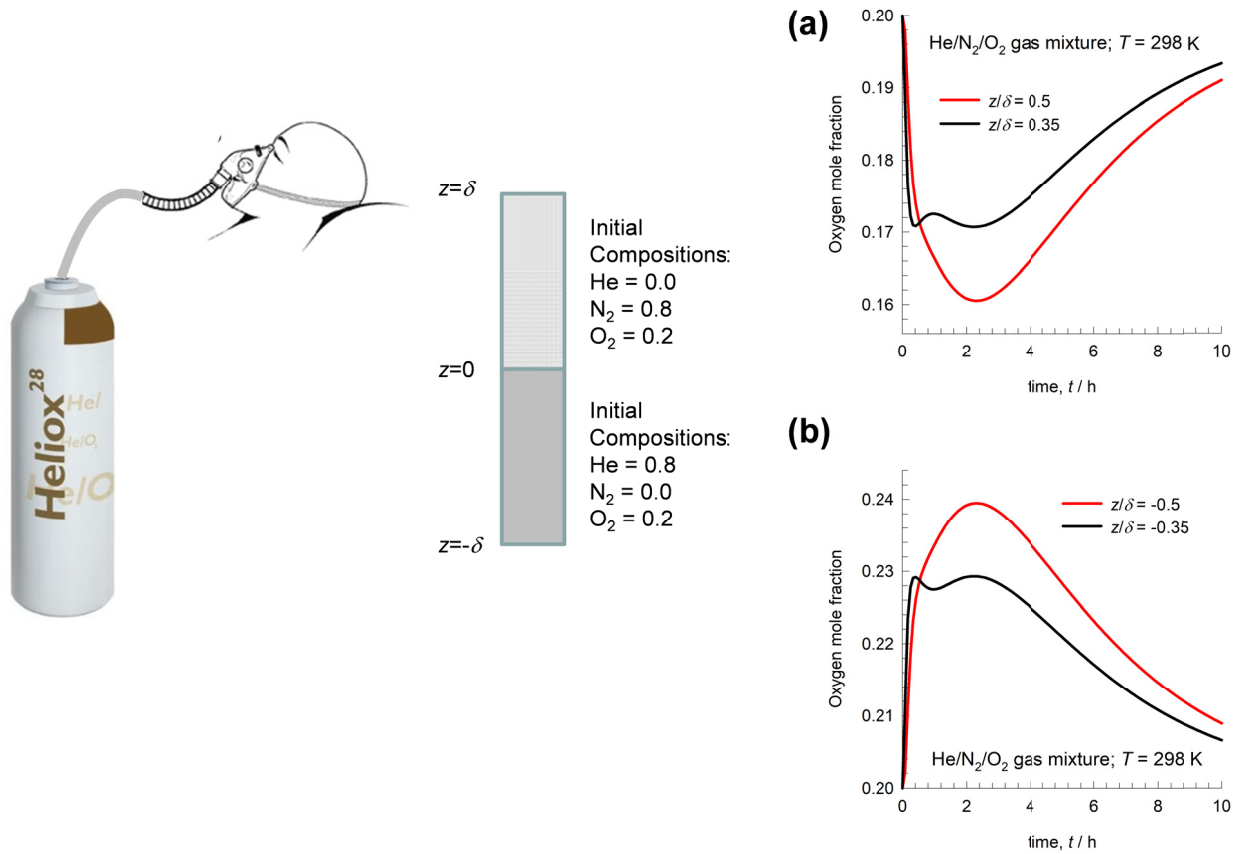 Heliox 28
He/
He/O2
He/O
z=δ
z=0
z=-δ
Initial
Compositions:
He = 0.0
N2 = 0.8
O2 = 0.2
Initial
Compositions:
He = 0.8
N2 = 0.0
O2 = 0.2
(a)
He/N2/O2 gas mixture; T = 298 K
z/δ = 0.5
z/δ = 0.35
Oxygen mole fraction
0.20
0.19
0.18
0.17
0.16
0 2 4 6 8 10
time, t / h
(b)
z/δ = -0.5
z/δ = -0.35
Oxygen mole fraction
0.24
0.23
0.22
0.21
0.20
He/N2/O2 gas mixture; T = 298 K
0 2 4 6 8 10
time, t / h